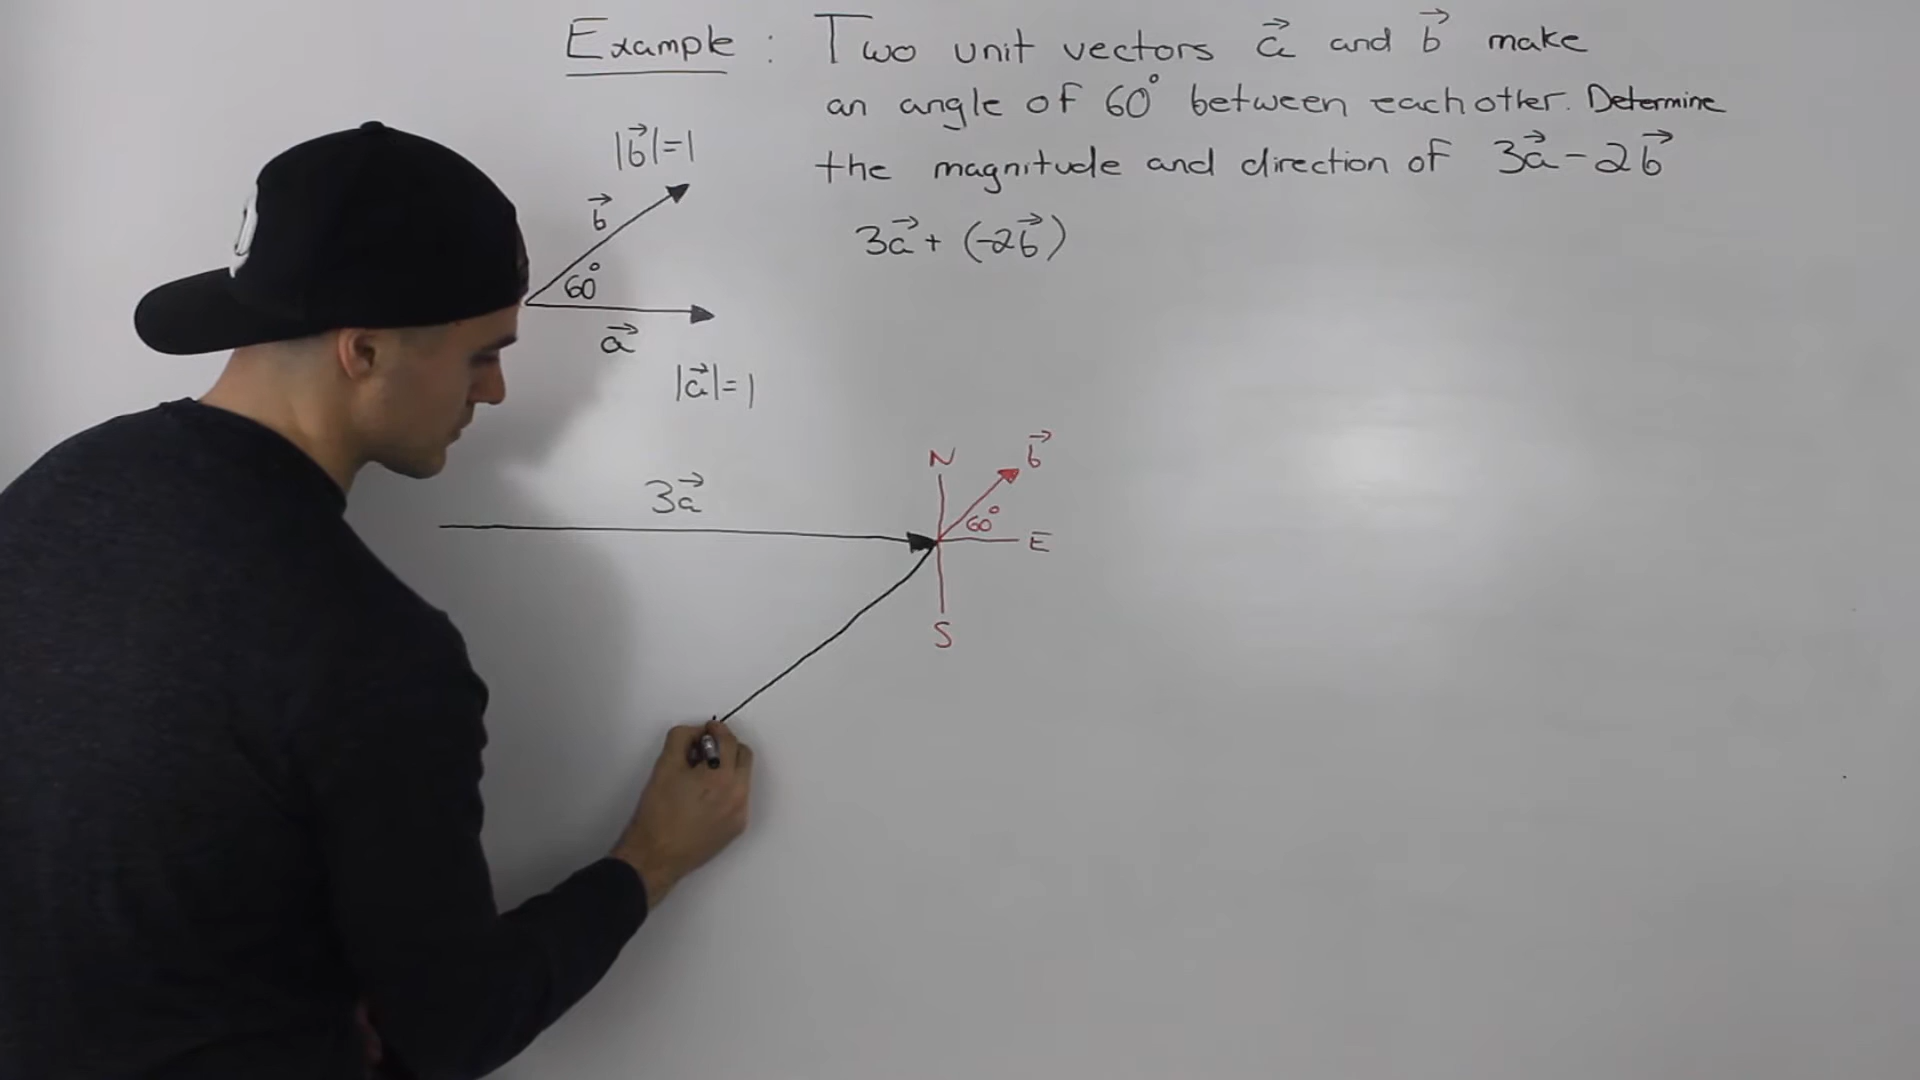 Example : Two unit vectors a⃗ and b⃗ make
an angle of 60° between each other. Determine
the magnitude and direction of 3a⃗ - 2b⃗
3a⃗ + (-2b⃗)
|b⃗| = 1
b⃗
60°
a⃗
|a⃗| = 1
3a⃗
N
b⃗
60°
E
S